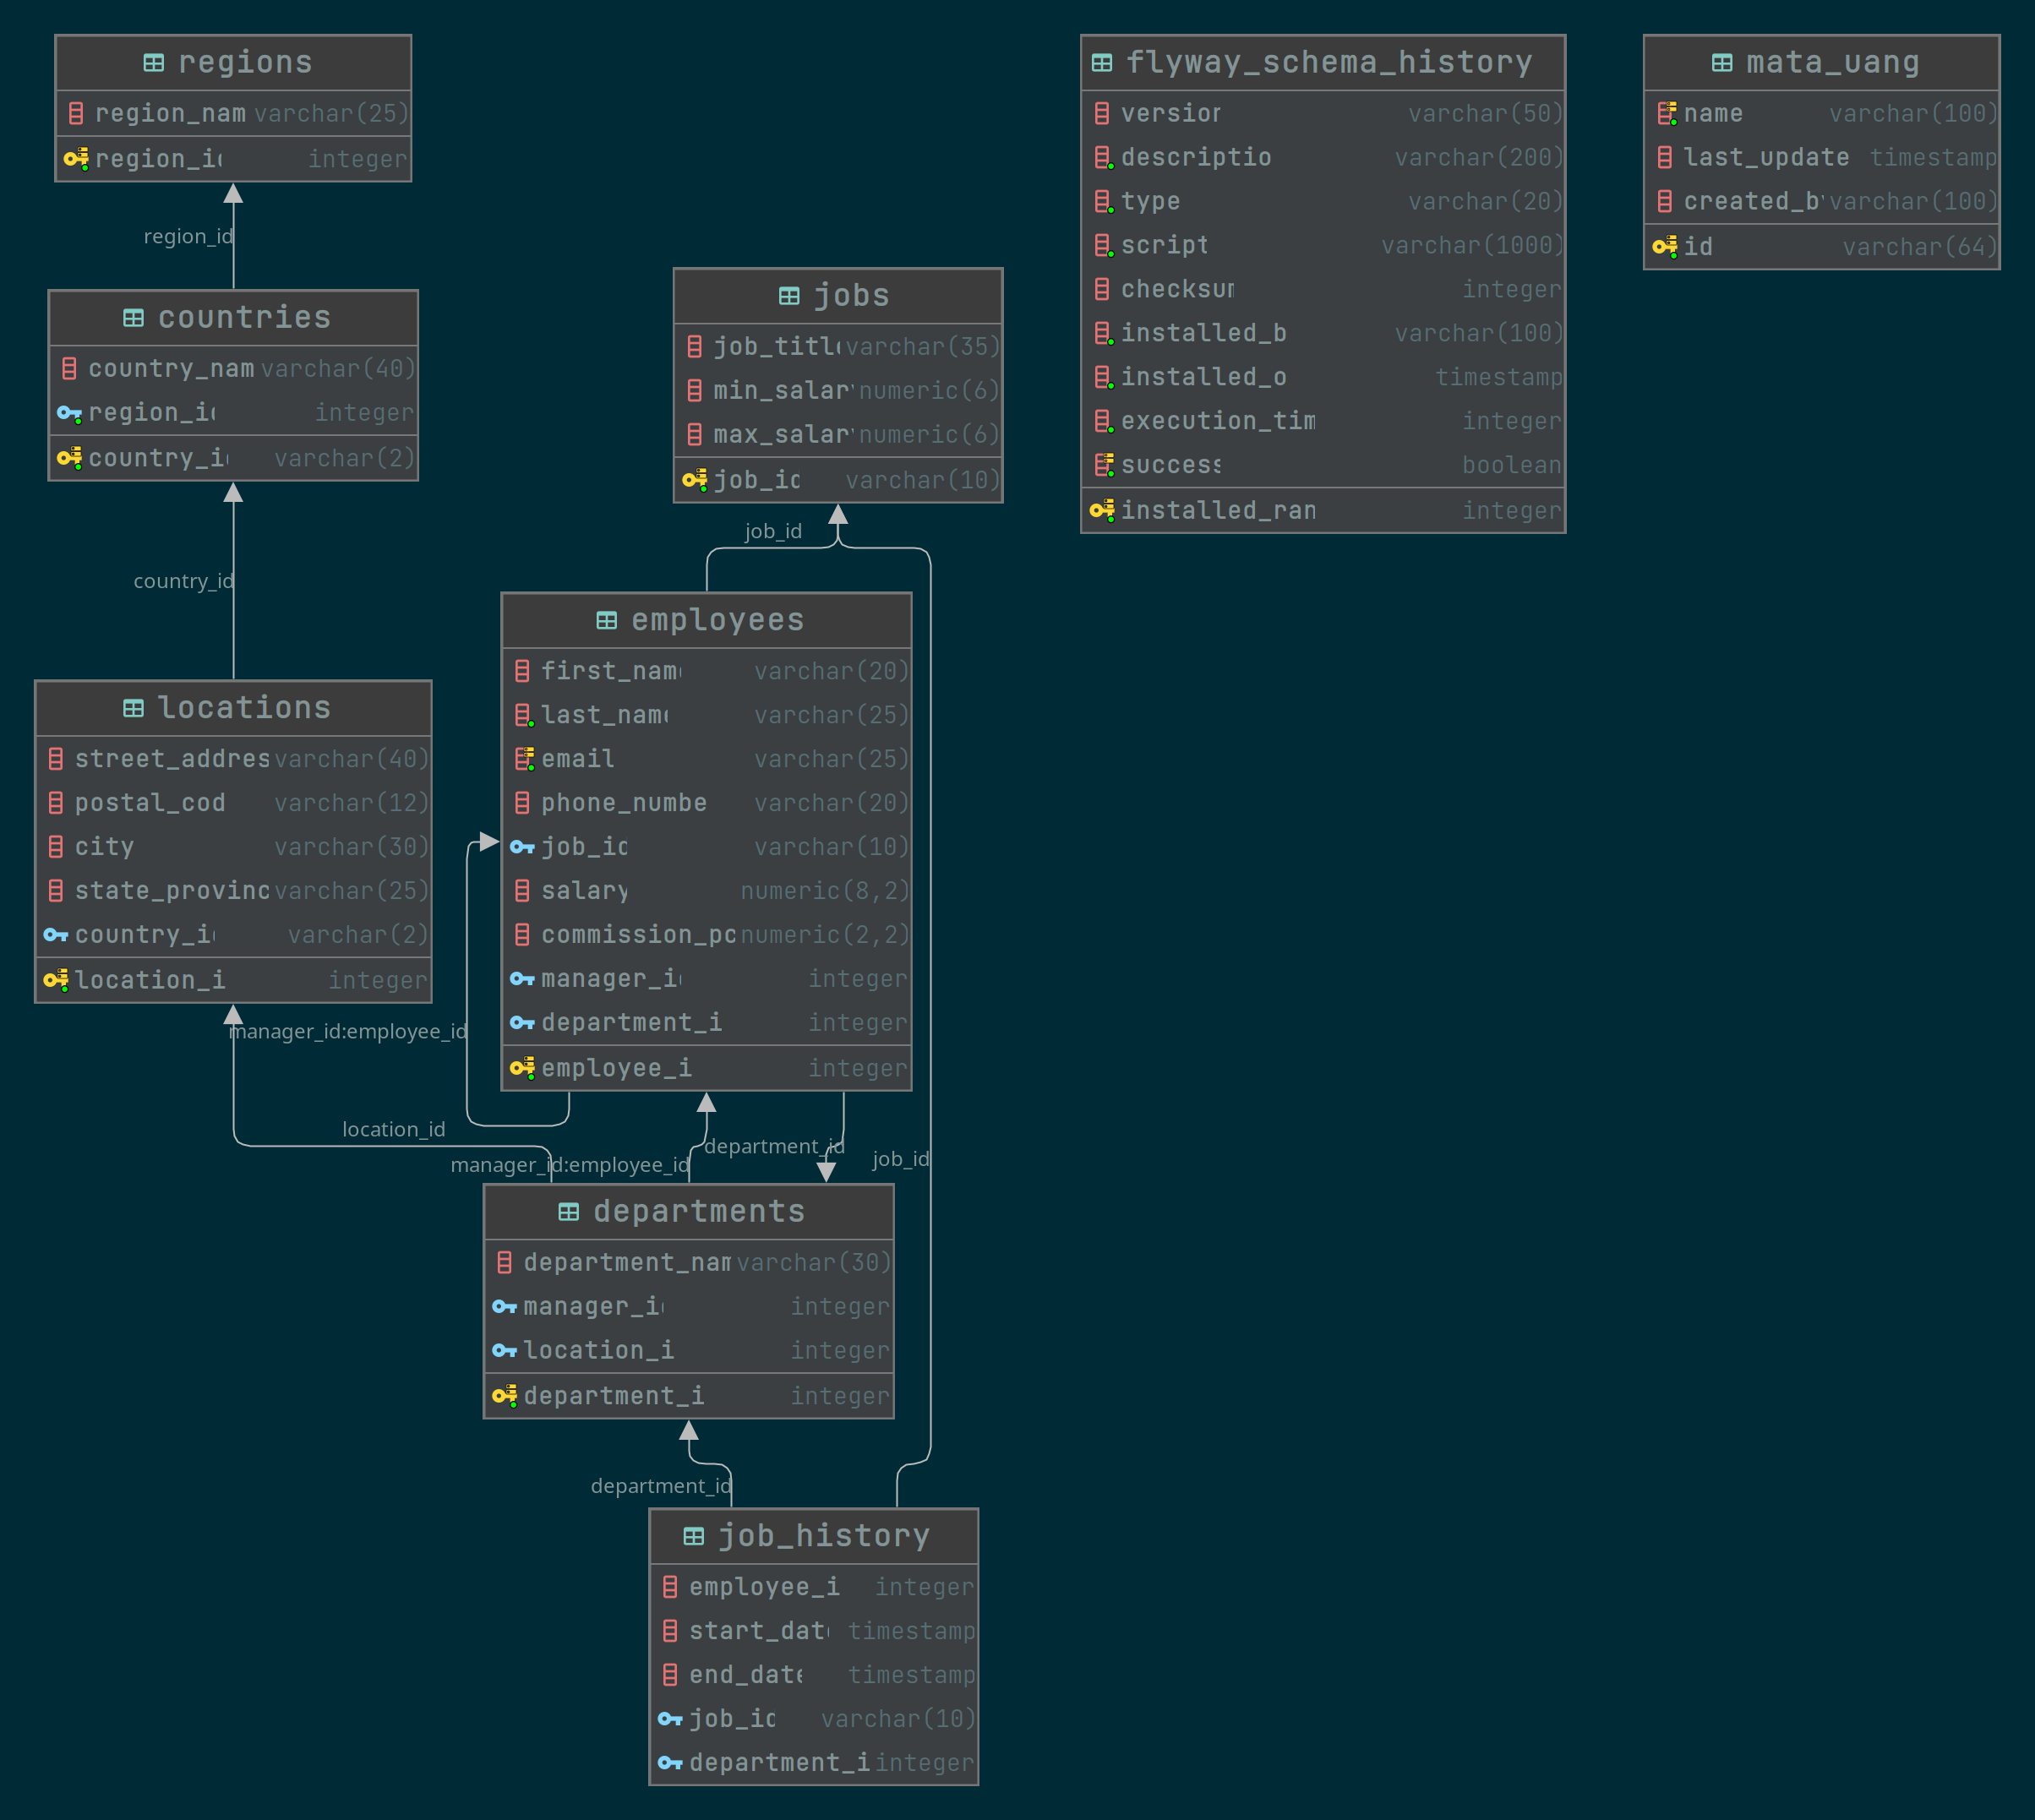 regions
region_nam varchar(25)
region_i integer
region_id
countries
country_nam varchar(40)
region_i integer
country_i varchar(2)
country_id
locations
street_addres varchar(40)
postal_cod varchar(12)
city varchar(30)
state_provinc varchar(25)
country_i varchar(2)
location_i integer
manager_id:employee_id
location_id
jobs
job_titl varchar(35)
min_salar numeric(6)
max_salar numeric(6)
job_i varchar(10)
job_id
employees
first_nam varchar(20)
last_name varchar(25)
email varchar(25)
phone_numbe varchar(20)
job_i varchar(10)
salary numeric(8,2)
commission_pc numeric(2,2)
manager_i integer
department_i integer
employee_i integer
manager_id:employee_id
department_id
job_id
departments
department_nam varchar(30)
manager_i integer
location_i integer
department_i integer
department_id
job_history
employee_i integer
start_dat timestamp
end_date timestamp
job_i varchar(10)
department_i integer
flyway_schema_history
version varchar(50)
descriptio varchar(200)
type varchar(20)
script varchar(1000)
checksum integer
installed_b varchar(100)
installed_o timestamp
execution_tim integer
success boolean
installed_ran integer
mata_uang
name varchar(100)
last_update timestamp
created_b varchar(100)
id varchar(64)